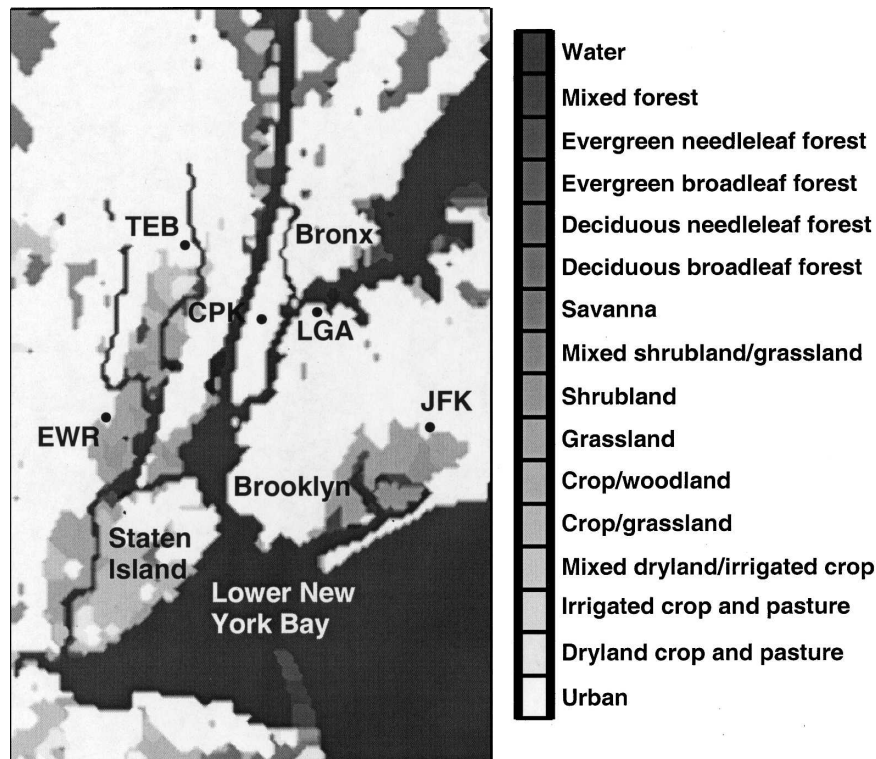 TEB
Bronx
CPK
LGA
JFK
EWR
Brooklyn
Staten
Island
Lower New
York Bay
Water
Mixed forest
Evergreen needleleaf forest
Evergreen broadleaf forest
Deciduous needleleaf forest
Deciduous broadleaf forest
Savanna
Mixed shrubland/grassland
Shrubland
Grassland
Crop/woodland
Crop/grassland
Mixed dryland/irrigated crop
Irrigated crop and pasture
Dryland crop and pasture
Urban